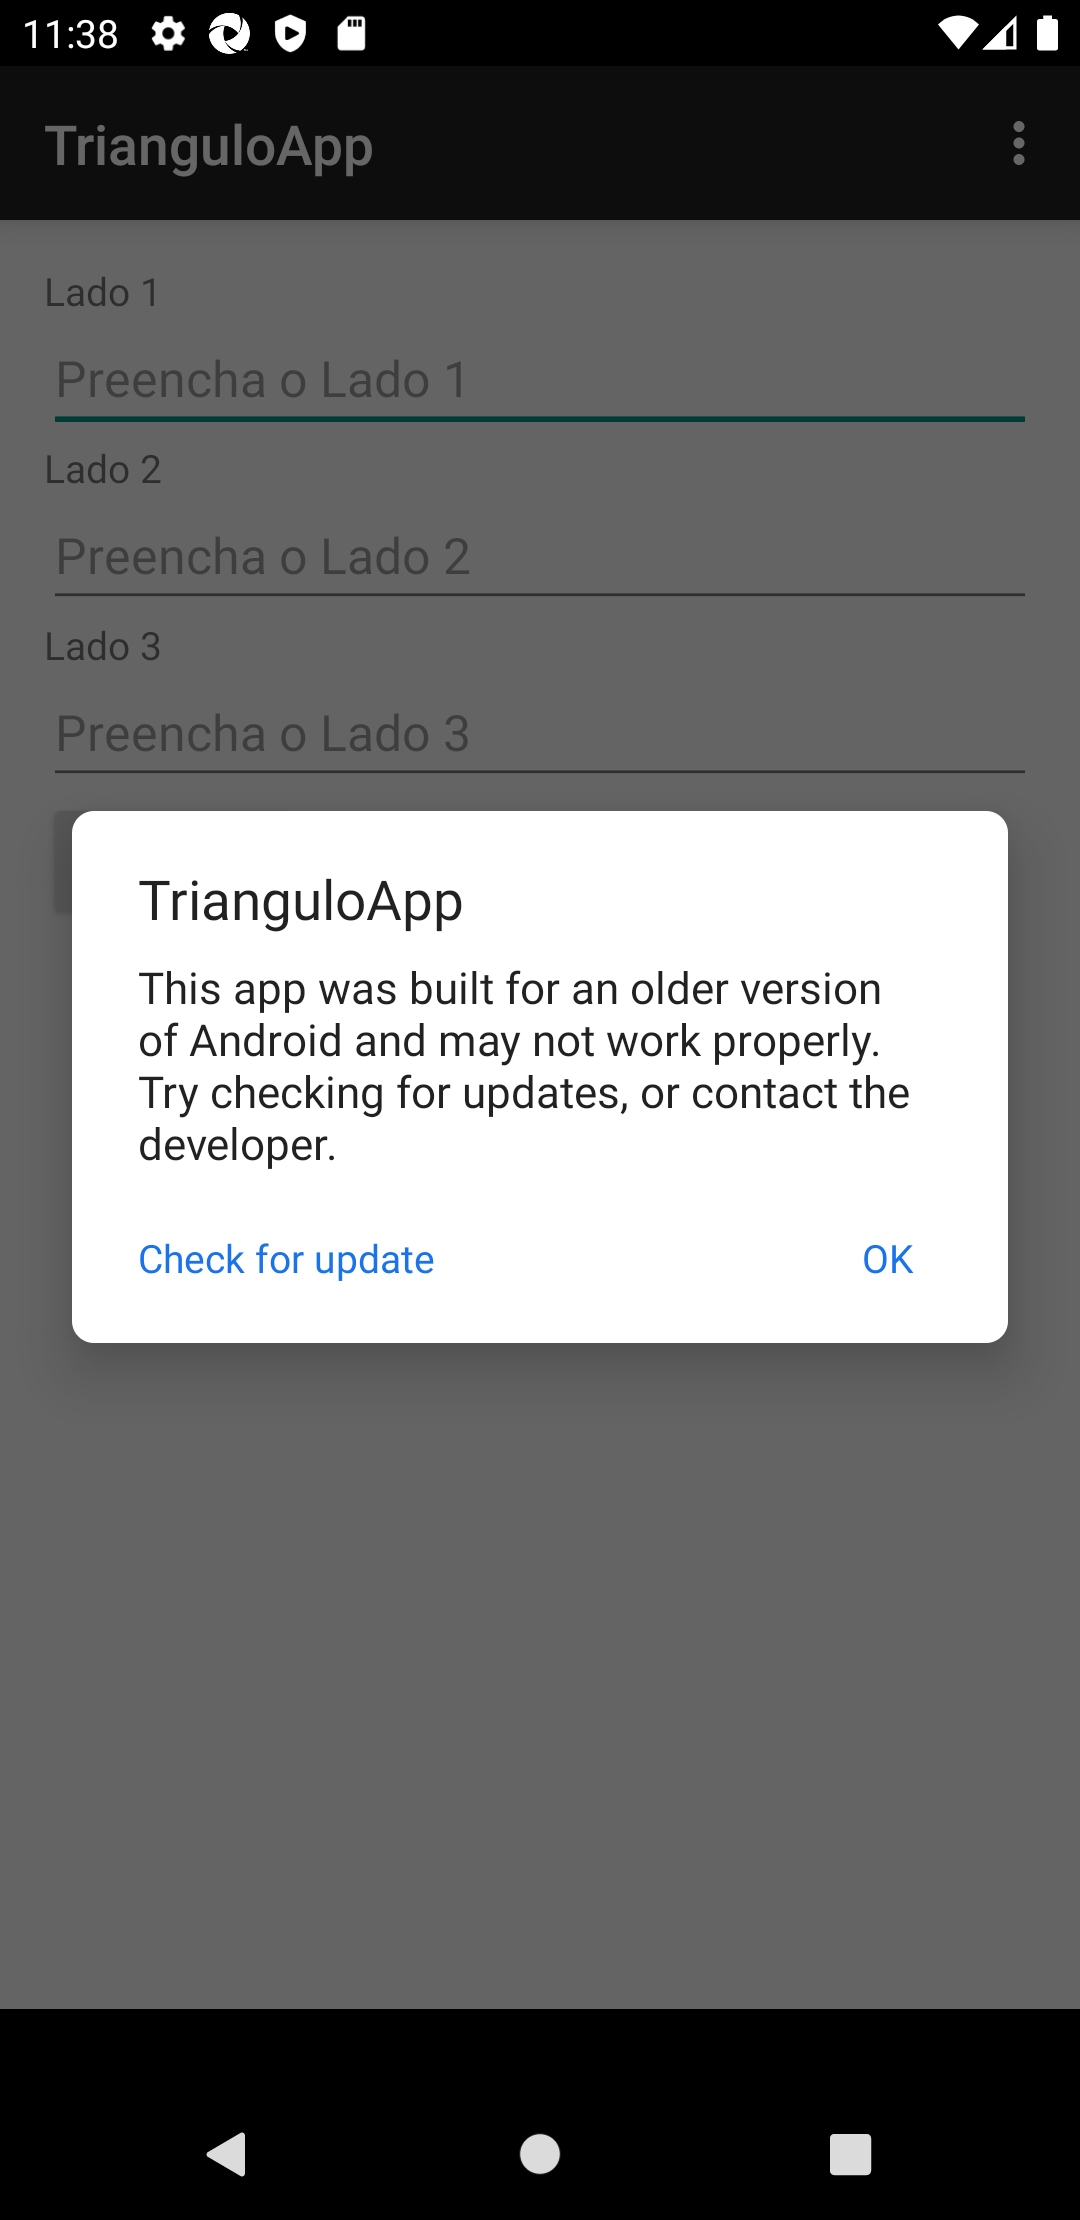 11:38
TrianguloApp
Lado 1
Preencha o Lado 1
Lado 2
Preencha o Lado 2
Lado 3
Preencha o Lado 3
TrianguloApp
This app was built for an older version
of Android and may not work properly.
Try checking for updates, or contact the
developer.
Check for update
OK